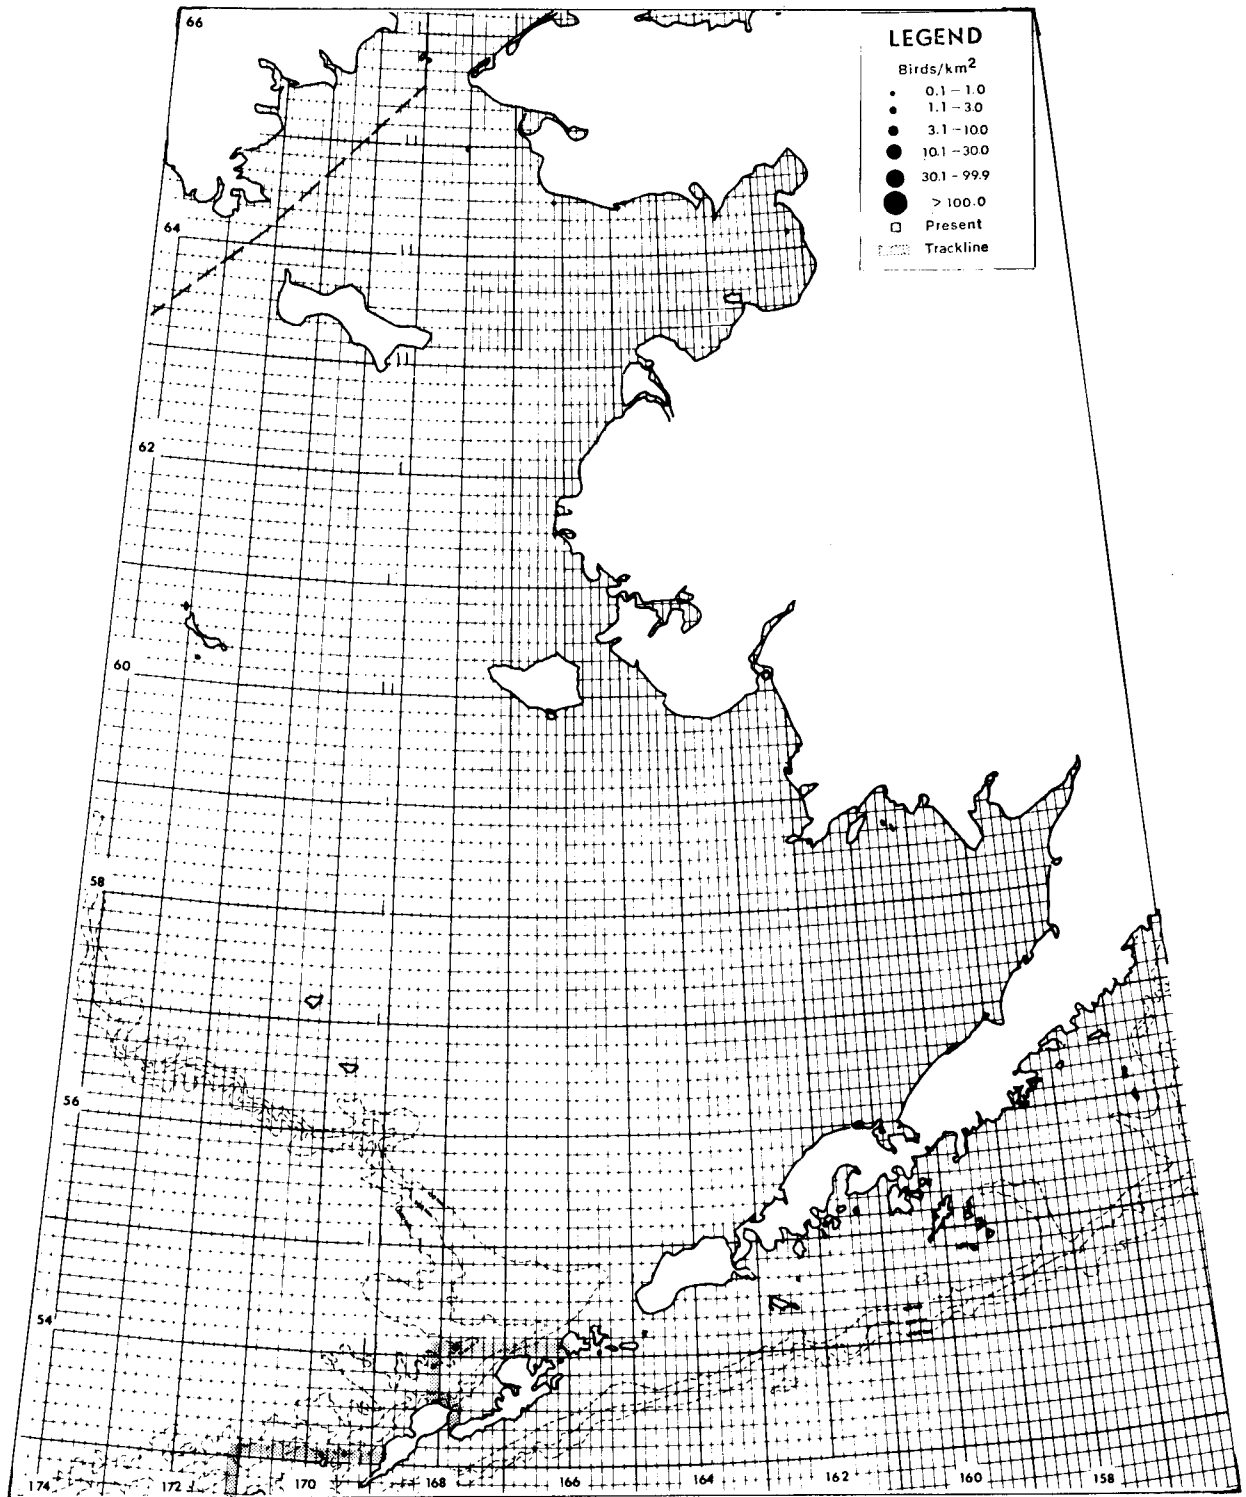 66
LEGEND
Birds/km²
0.1 – 1.0
1.1 – 3.0
3.1 – 10.0
10.1 – 30.0
30.1 – 99.9
> 100.0
Present
Trackline
64
62
60
58
56
54
174 172 170 168 166 164 162 160 158